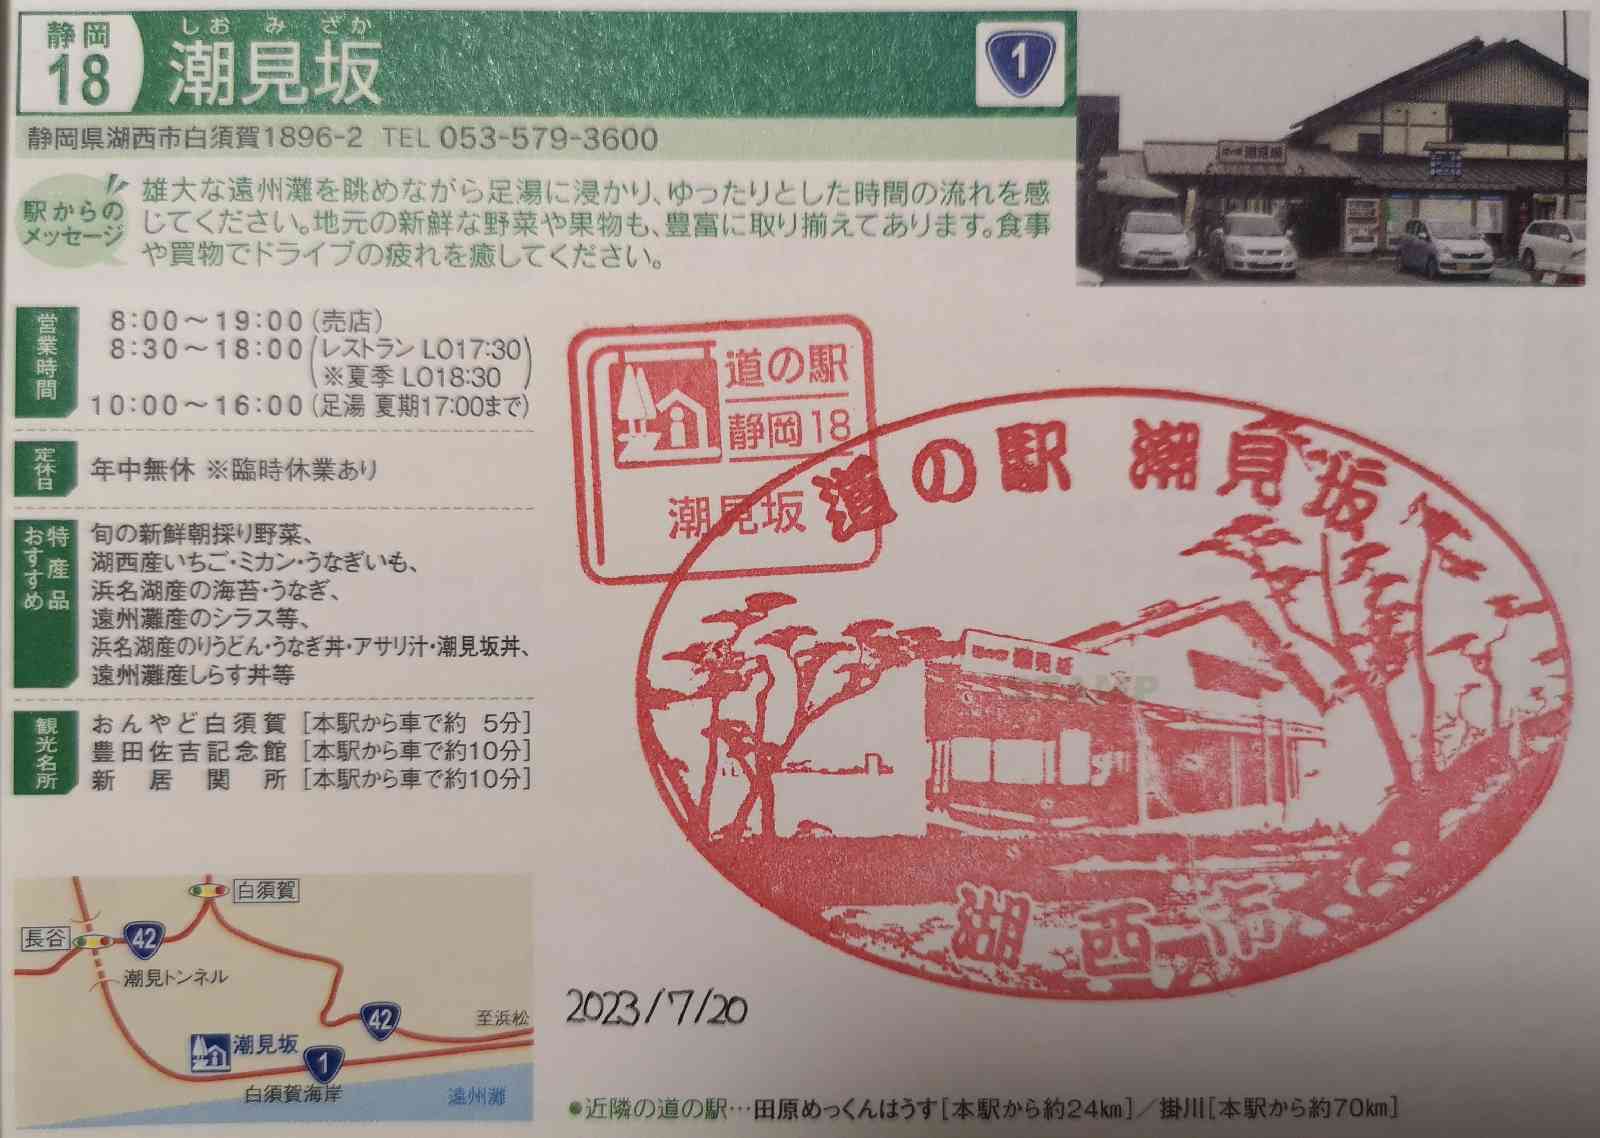 静岡
18
しおみざか
潮見坂
1
静岡県湖西市白須賀1896-2 TEL 053-579-3600
駅からの
メッセージ
雄大な遠州灘を眺めながら足湯に浸かり、ゆったりとした時間の流れを感
じてください。地元の新鮮な野菜や果物も、豊富に取り揃えてあります。食事
や買物でドライブの疲れを癒してください。
営業時間
8:00〜19:00(売店)
8:30〜18:00(レストラン LO17:30
※夏季 LO18:30)
10:00〜16:00(足湯 夏期17:00まで)
定休日
年中無休 ※臨時休業あり
特産品
おすすめ
旬の新鮮朝採り野菜、
湖西産いちご・ミカン・うなぎいも、
浜名湖産の海苔・うなぎ、
遠州灘産のシラス等、
浜名湖産のりうどん・うなぎ丼・アサリ汁・潮見坂丼、
遠州灘産しらす丼等
観光名所
おんやど白須賀 [本駅から車で約 5分]
豊田佐吉記念館 [本駅から車で約10分]
新居関所 [本駅から車で約10分]
道の駅
静岡18
潮見坂
道の駅 潮見坂
潮見坂
STAMP
湖西市
2023/7/20
白須賀
長谷
42
潮見トンネル
42
至浜松
潮見坂
1
白須賀海岸
遠州灘
●近隣の道の駅…田原めっくんはうす[本駅から約24km]/掛川[本駅から約70km]